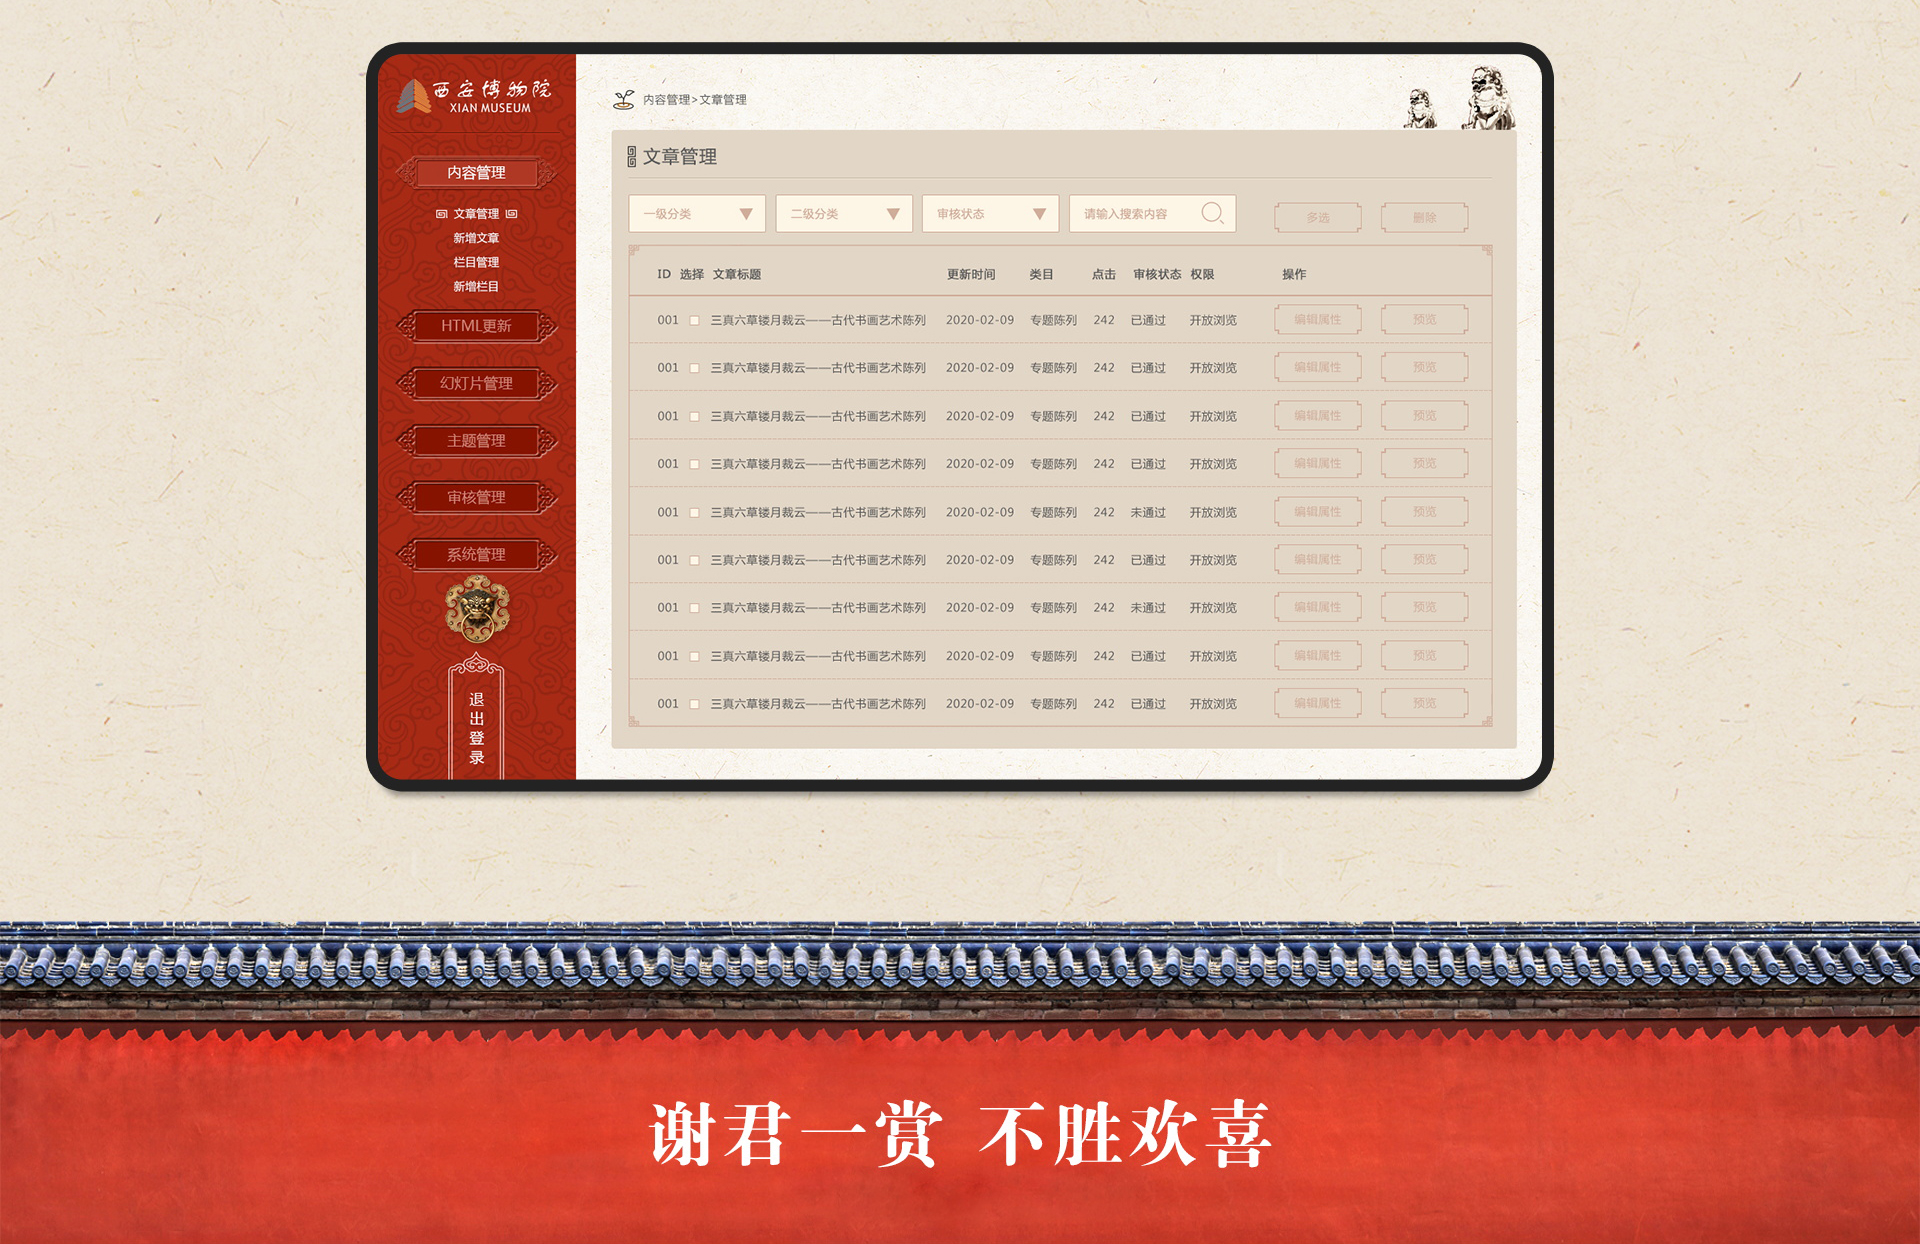 西安博物院
XIAN MUSEUM
内容管理
文章管理
新增文章
栏目管理
新增栏目
HTML更新
幻灯片管理
主题管理
审核管理
系统管理
退出登录
内容管理>文章管理
文章管理
一级分类 二级分类 审核状态 请输入搜索内容 多选 删除
ID 选择 文章标题 更新时间 类目 点击 审核状态 权限 操作
001 三真六草镂月裁云——古代书画艺术陈列 2020-02-09 专题陈列 242 已通过 开放浏览 编辑属性 预览
001 三真六草镂月裁云——古代书画艺术陈列 2020-02-09 专题陈列 242 已通过 开放浏览 编辑属性 预览
001 三真六草镂月裁云——古代书画艺术陈列 2020-02-09 专题陈列 242 已通过 开放浏览 编辑属性 预览
001 三真六草镂月裁云——古代书画艺术陈列 2020-02-09 专题陈列 242 已通过 开放浏览 编辑属性 预览
001 三真六草镂月裁云——古代书画艺术陈列 2020-02-09 专题陈列 242 未通过 开放浏览 编辑属性 预览
001 三真六草镂月裁云——古代书画艺术陈列 2020-02-09 专题陈列 242 已通过 开放浏览 编辑属性 预览
001 三真六草镂月裁云——古代书画艺术陈列 2020-02-09 专题陈列 242 未通过 开放浏览 编辑属性 预览
001 三真六草镂月裁云——古代书画艺术陈列 2020-02-09 专题陈列 242 已通过 开放浏览 编辑属性 预览
001 三真六草镂月裁云——古代书画艺术陈列 2020-02-09 专题陈列 242 已通过 开放浏览 编辑属性 预览
谢君一赏 不胜欢喜